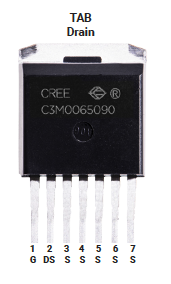 TAB
Drain
CREE ®
C3M0065090
1 2 3 4 5 6 7
G DS S S S S S